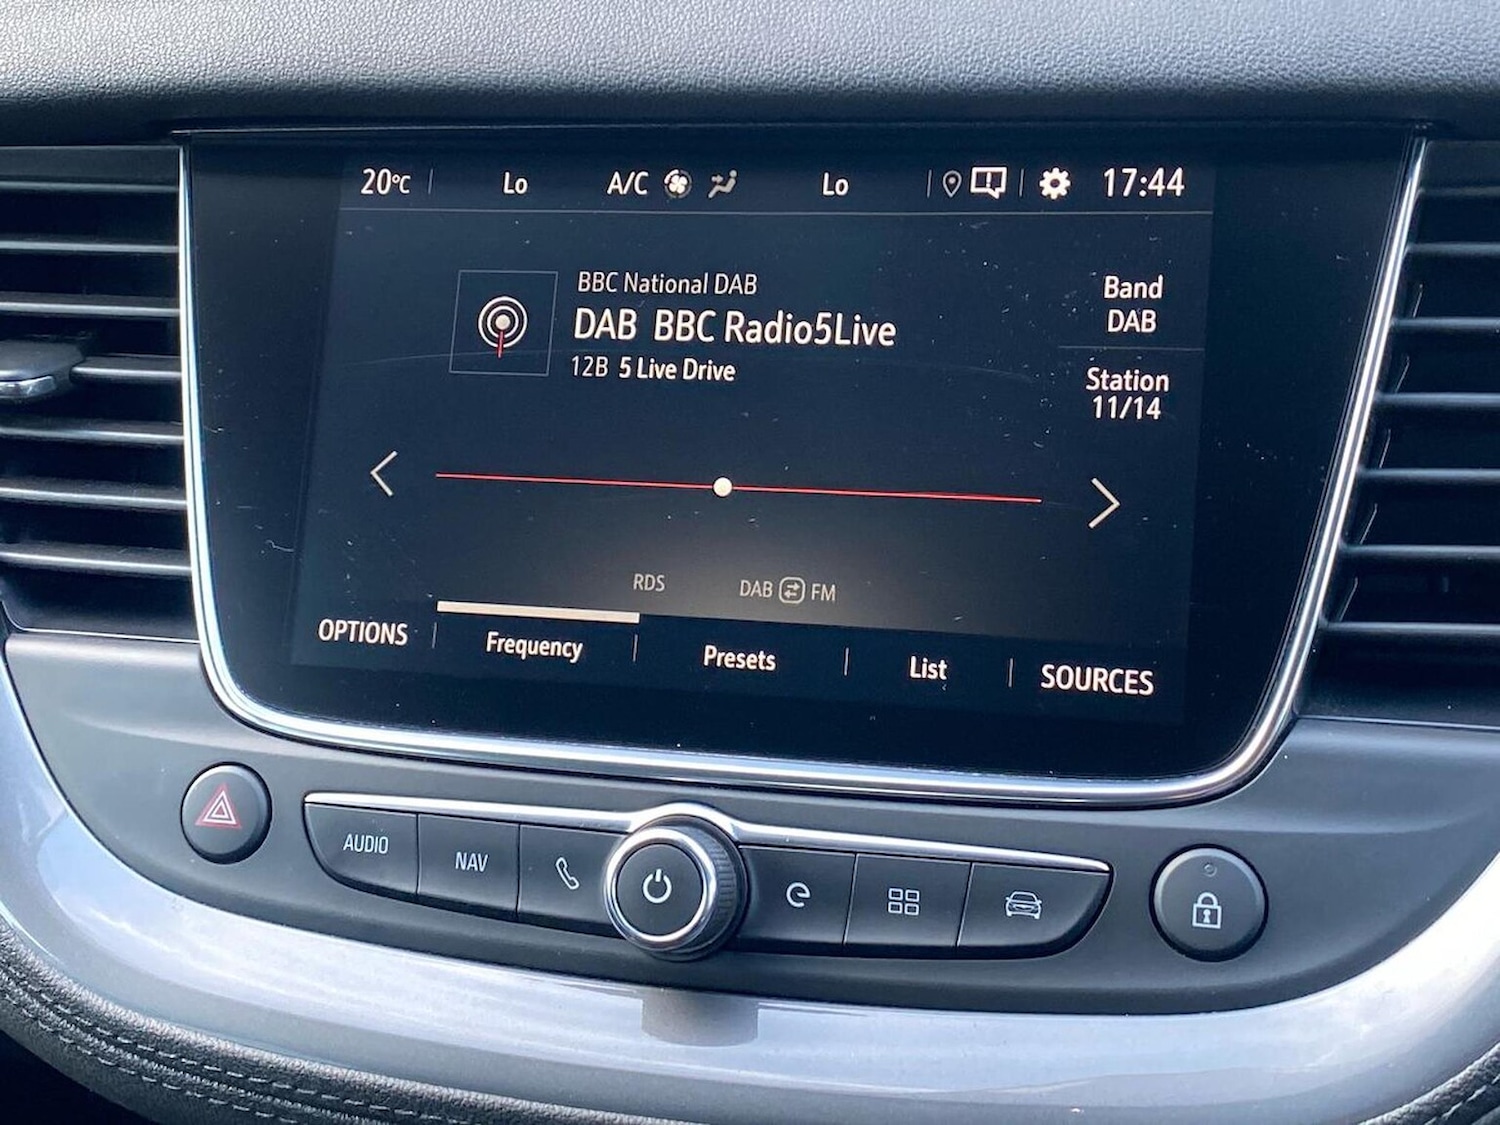 20°C Lo A/C Lo 17:44
BBC National DAB
DAB BBC Radio5Live
12B 5 Live Drive
Band
DAB
Station
11/14
RDS DAB FM
OPTIONS Frequency Presets List SOURCES
AUDIO NAV